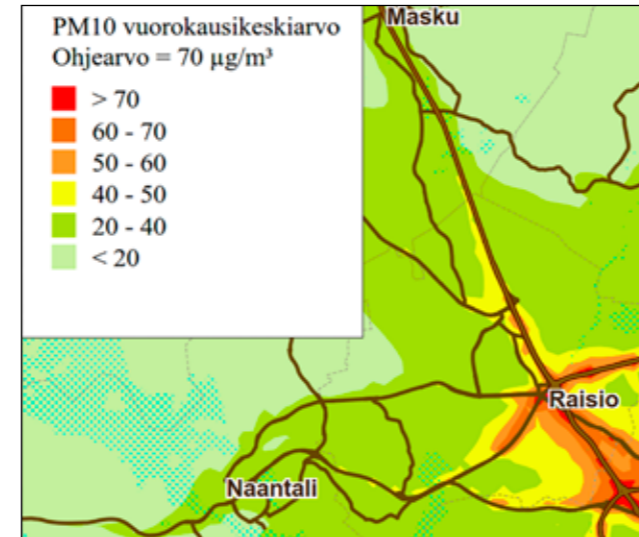 PM10 vuorokausikeskiarvo
Ohjearvo = 70 µg/m³
> 70
60 - 70
50 - 60
40 - 50
20 - 40
< 20
Masku
Raisio
Naantali